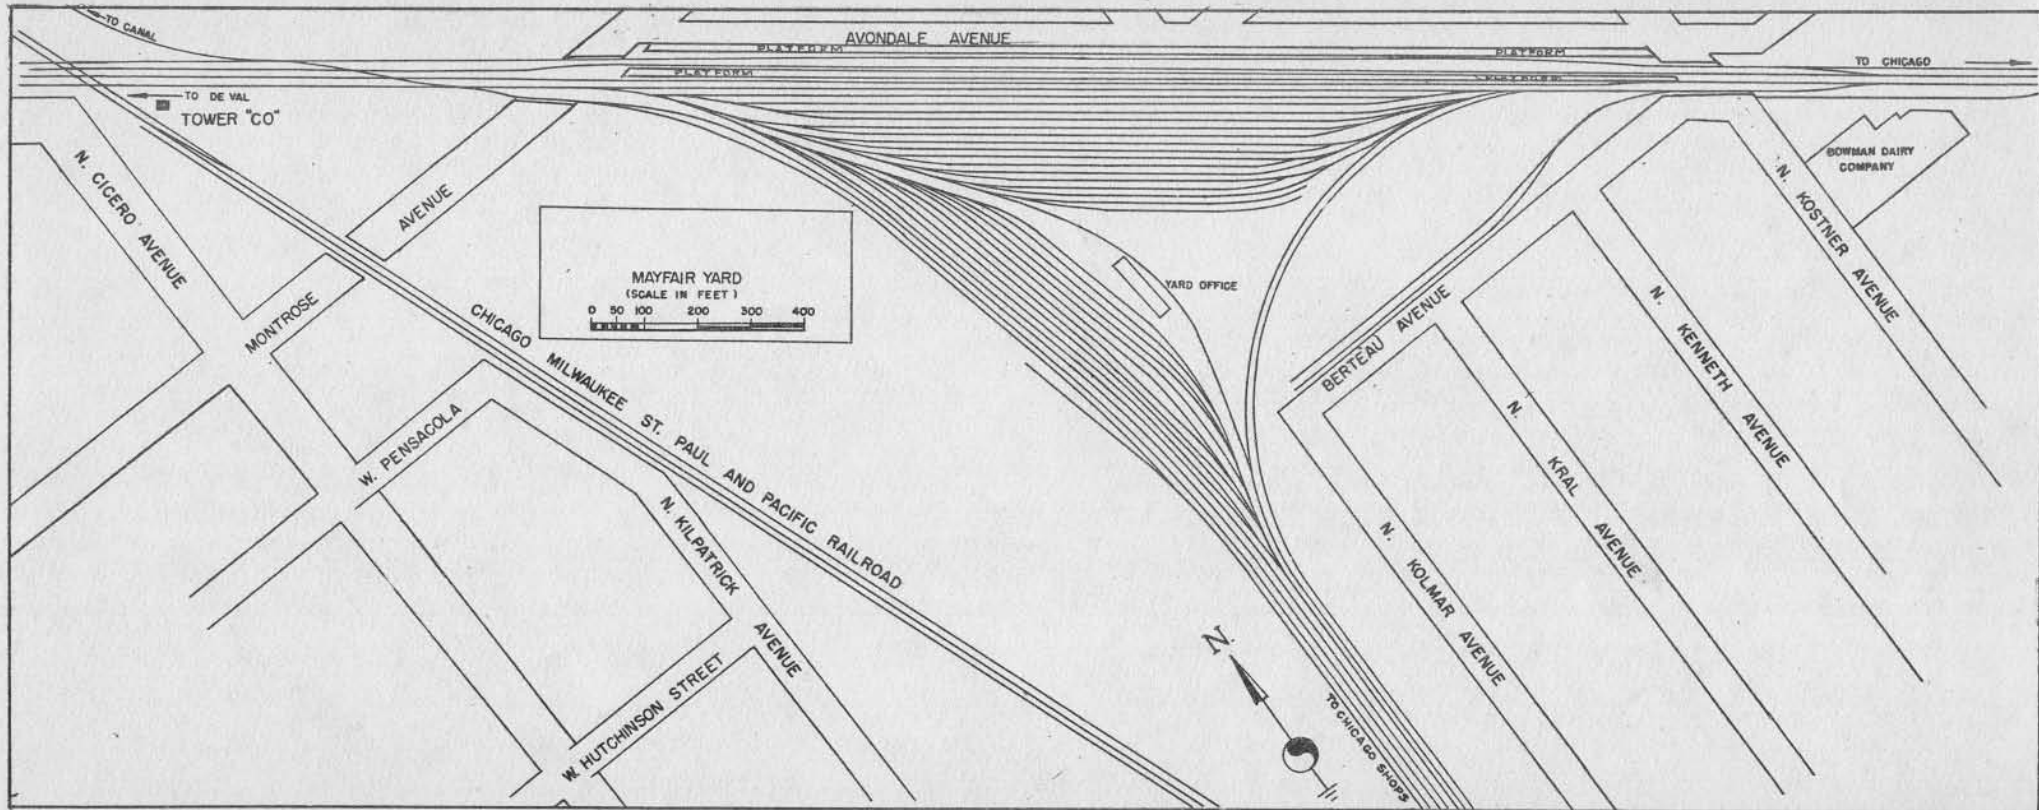 TO CANAL
AVONDALE AVENUE
PLATFORM
PLATFORM
PLATFORM
PLATFORM
TO CHICAGO
TO DE VAL
TOWER "CO"
N. CICERO AVENUE
MONTROSE
AVENUE
MAYFAIR YARD
(SCALE IN FEET)
0 50 100 200 300 400
YARD OFFICE
BOWMAN DAIRY
COMPANY
N. KOSTNER AVENUE
N. KENNETH AVENUE
BERTEAU AVENUE
N. KRAL AVENUE
N. KOLMAR AVENUE
CHICAGO MILWAUKEE ST. PAUL AND PACIFIC RAILROAD
W. PENSACOLA
N. KILPATRICK AVENUE
W. HUTCHINSON STREET
N
TO CHICAGO SHOPS